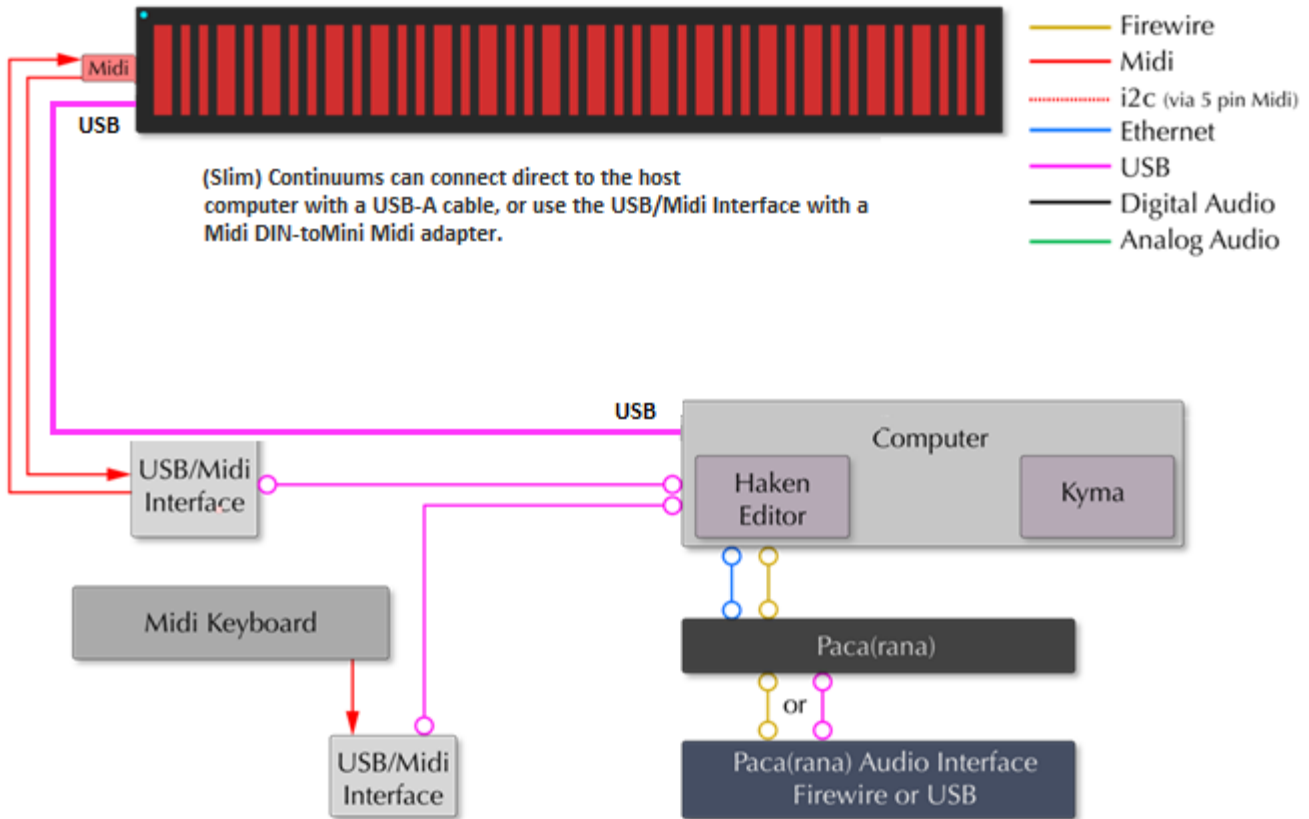 Midi
USB
(Slim) Continuums can connect direct to the host
computer with a USB-A cable, or use the USB/Midi Interface with a
Midi DIN-toMini Midi adapter.
Firewire
Midi
i2c (via 5 pin Midi)
Ethernet
USB
Digital Audio
Analog Audio
USB
Computer
Haken
Editor
Kyma
USB/Midi
Interface
Midi Keyboard
USB/Midi
Interface
Paca(rana)
or
Paca(rana) Audio Interface
Firewire or USB